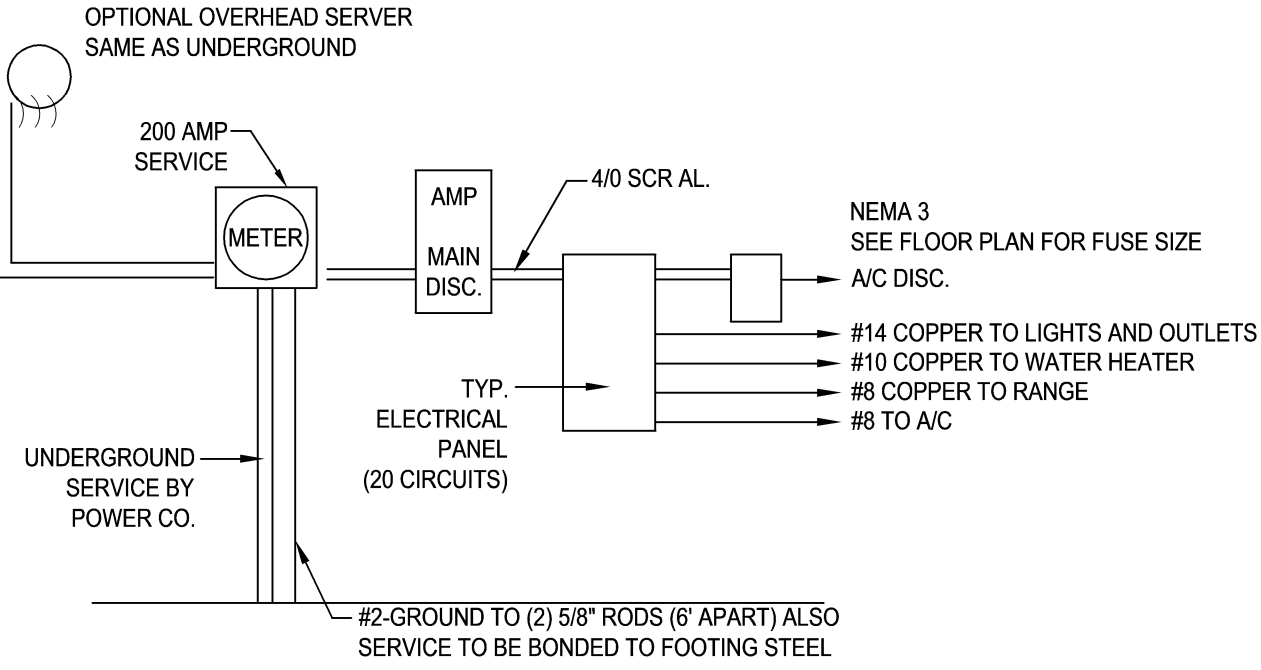 OPTIONAL OVERHEAD SERVER
SAME AS UNDERGROUND
200 AMP
SERVICE
METER
AMP
MAIN
DISC.
4/0 SCR AL.
NEMA 3
SEE FLOOR PLAN FOR FUSE SIZE
A/C DISC.
#14 COPPER TO LIGHTS AND OUTLETS
#10 COPPER TO WATER HEATER
#8 COPPER TO RANGE
#8 TO A/C
TYP.
ELECTRICAL
PANEL
(20 CIRCUITS)
UNDERGROUND
SERVICE BY
POWER CO.
#2-GROUND TO (2) 5/8" RODS (6' APART) ALSO
SERVICE TO BE BONDED TO FOOTING STEEL